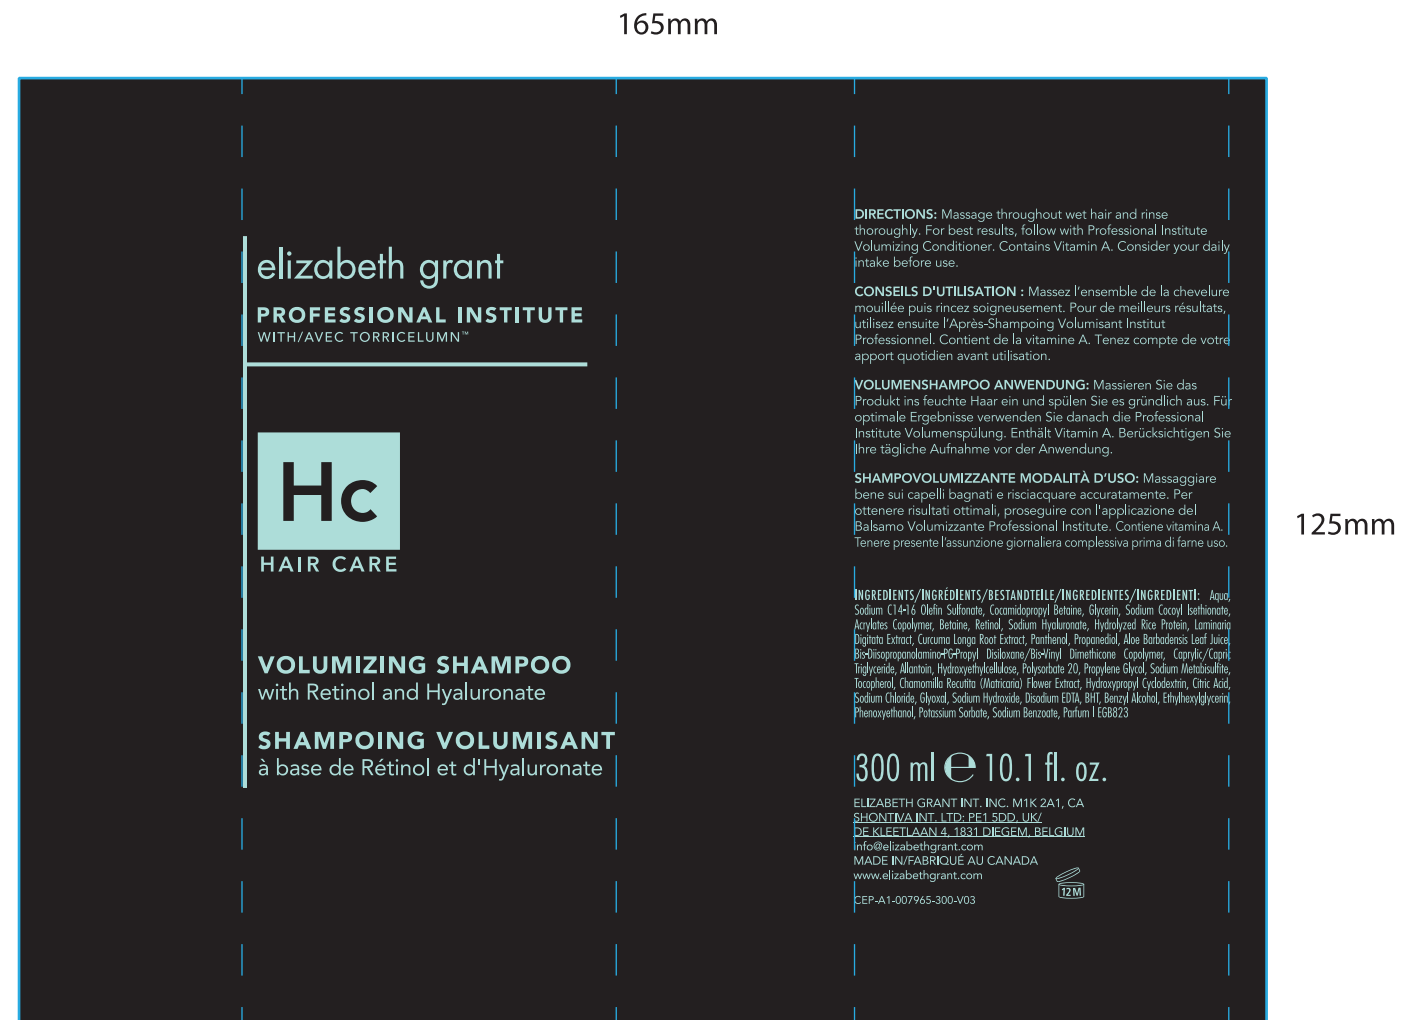 165mm
elizabeth grant
PROFESSIONAL INSTITUTE
WITH/AVEC TORRICELUMN™
Hc
HAIR CARE
VOLUMIZING SHAMPOO
with Retinol and Hyaluronate
SHAMPOING VOLUMISANT
à base de Rétinol et d'Hyaluronate
DIRECTIONS: Massage throughout wet hair and rinse
thoroughly. For best results, follow with Professional Institute
Volumizing Conditioner. Contains Vitamin A. Consider your daily
intake before use.
CONSEILS D'UTILISATION : Massez l’ensemble de la chevelure
mouillée puis rincez soigneusement. Pour de meilleurs résultats,
utilisez ensuite l’Après-Shampoing Volumisant Institut
Professionnel. Contient de la vitamine A. Tenez compte de votre
apport quotidien avant utilisation.
VOLUMENSHAMPOO ANWENDUNG: Massieren Sie das
Produkt ins feuchte Haar ein und spülen Sie es gründlich aus. Für
optimale Ergebnisse verwenden Sie danach die Professional
Institute Volumenspülung. Enthält Vitamin A. Berücksichtigen Sie
Ihre tägliche Aufnahme vor der Anwendung.
SHAMPOVOLUMIZZANTE MODALITÀ D’USO: Massaggiare
bene sui capelli bagnati e risciacquare accuratamente. Per
ottenere risultati ottimali, proseguire con l'applicazione del
Balsamo Volumizzante Professional Institute. Contiene vitamina A.
Tenere presente l’assunzione giornaliera complessiva prima di farne uso.
INGREDIENTS/INGRÉDIENTS/BESTANDTEILE/INGREDIENTES/INGREDIENTI: Aqua,
Sodium C14-16 Olefin Sulfonate, Cocamidopropyl Betaine, Glycerin, Sodium Cocoyl Isethionate,
Acrylates Copolymer, Betaine, Retinol, Sodium Hyaluronate, Hydrolyzed Rice Protein, Laminaria
Digitata Extract, Curcuma Longa Root Extract, Panthenol, Propanediol, Aloe Barbadensis Leaf Juice,
Bis-Diisopropanolamino-PG-Propyl Disiloxane/Bis-Vinyl Dimethicone Copolymer, Caprylic/Capric
Triglyceride, Allantoin, Hydroxyethylcellulose, Polysorbate 20, Propylene Glycol, Sodium Metabisulfite,
Tocopherol, Chamomilla Recutita (Matricaria) Flower Extract, Hydroxypropyl Cyclodextrin, Citric Acid,
Sodium Chloride, Glyoxal, Sodium Hydroxide, Disodium EDTA, BHT, Benzyl Alcohol, Ethylhexylglycerin,
Phenoxyethanol, Potassium Sorbate, Sodium Benzoate, Parfum l EGB823
300 ml ℮ 10.1 fl. oz.
ELIZABETH GRANT INT. INC. M1K 2A1, CA
SHONTIVA INT. LTD: PE1 5DD, UK/
DE KLEETLAAN 4, 1831 DIEGEM, BELGIUM
info@elizabethgrant.com
MADE IN/FABRIQUÉ AU CANADA
www.elizabethgrant.com
12M
CEP-A1-007965-300-V03
125mm